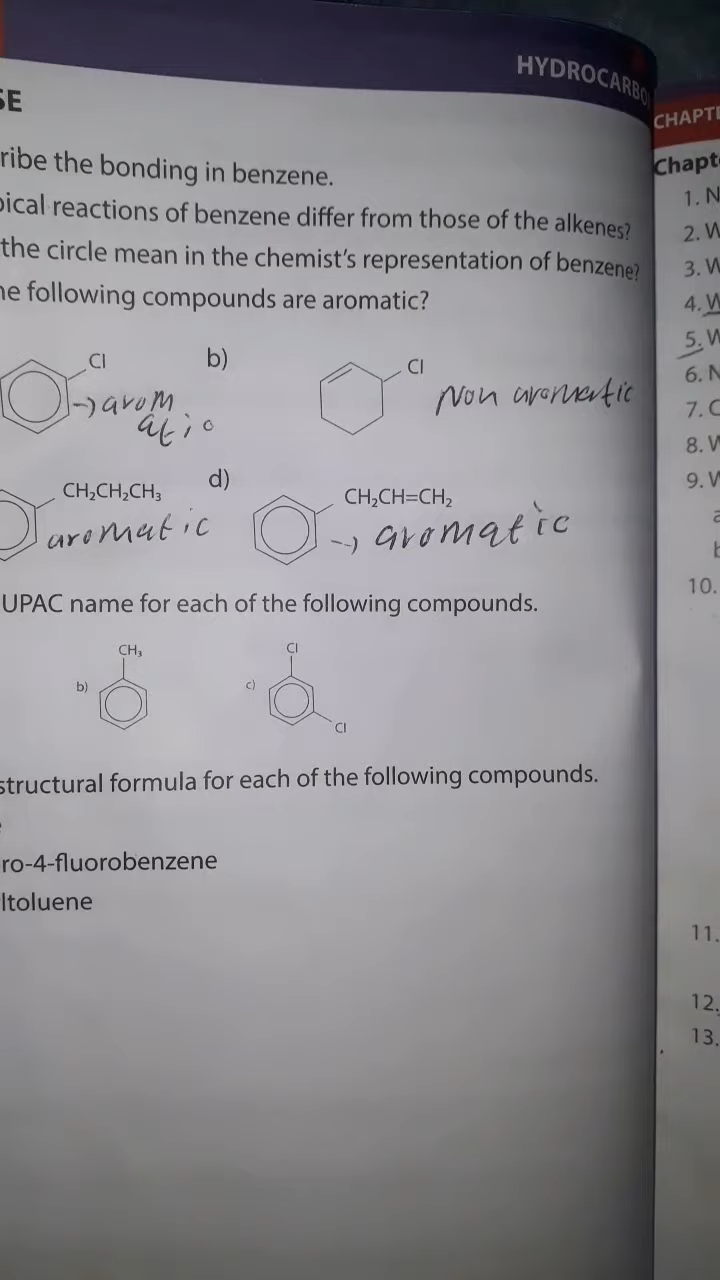 HYDROCARBO
SE
ribe the bonding in benzene.
pical reactions of benzene differ from those of the alkenes?
the circle mean in the chemist's representation of benzene?
he following compounds are aromatic?
Cl
b)
Cl
→ arom
atic
Non aromatic
CH₂CH₂CH₃
d)
CH₂CH=CH₂
aromatic
--> aromatic
UPAC name for each of the following compounds.
b)
CH₃
c)
Cl
Cl
structural formula for each of the following compounds.
ro-4-fluorobenzene
ltoluene
CHAPTE
Chapte
1. N
2. W
3. W
4. W
5. W
6. N
7. C
8. W
9. W
a
b
10.
11.
12.
13.